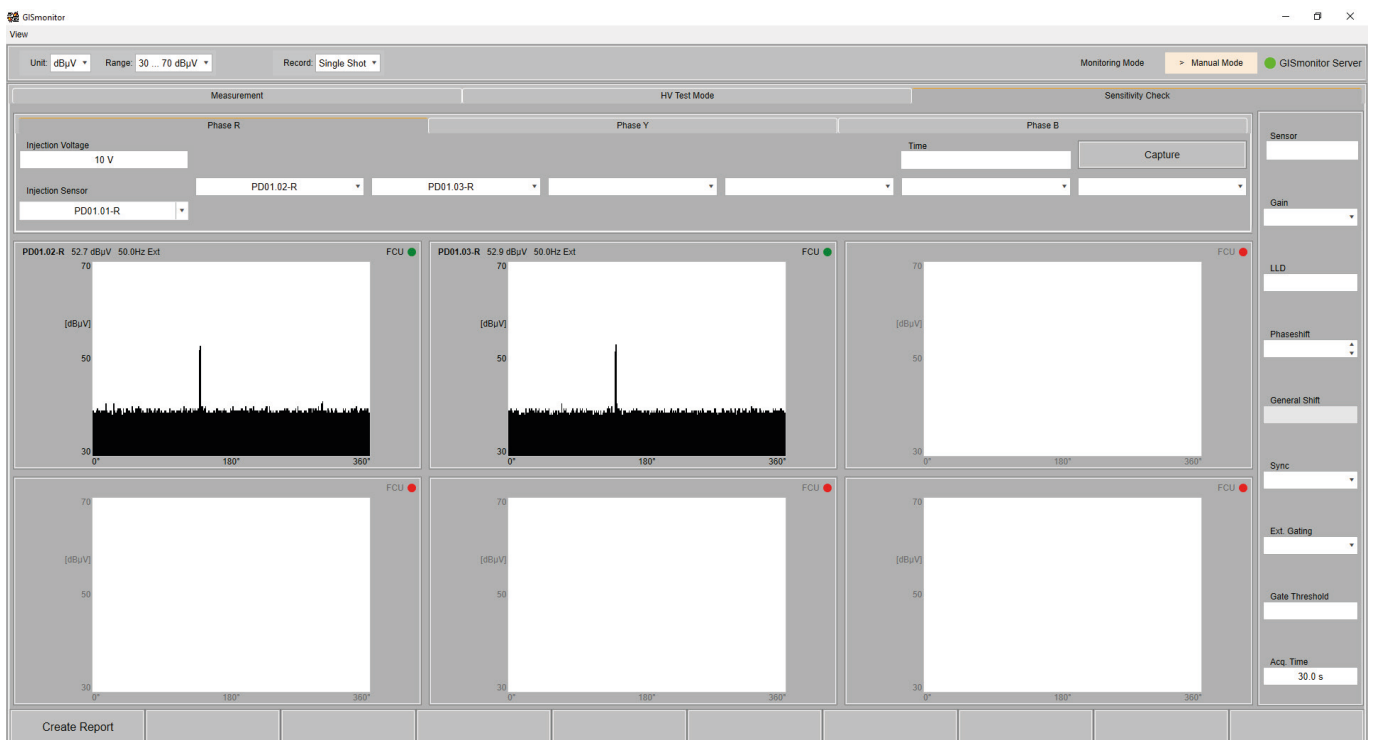 GISmonitor
View
Unit: dBµV Range: 30 ... 70 dBµV Record: Single Shot Monitoring Mode > Manual Mode GISmonitor Server
Measurement HV Test Mode Sensitivity Check
Phase R Phase Y Phase B
Injection Voltage
10 V
Time
Capture
Injection Sensor
PD01.01-R
PD01.02-R PD01.03-R
PD01.02-R 52.7 dBµV 50.0Hz Ext FCU
70
[dBµV]
50
30
0° 180° 360°
PD01.03-R 52.9 dBµV 50.0Hz Ext FCU
70
[dBµV]
50
30
0° 180° 360°
FCU
70
[dBµV]
50
30
0° 180° 360°
FCU
70
[dBµV]
50
30
0° 180° 360°
FCU
70
[dBµV]
50
30
0° 180° 360°
FCU
70
[dBµV]
50
30
0° 180° 360°
Sensor
Gain
LLD
Phaseshift
General Shift
Sync
Ext. Gating
Gate Threshold
Acq. Time
30.0 s
Create Report